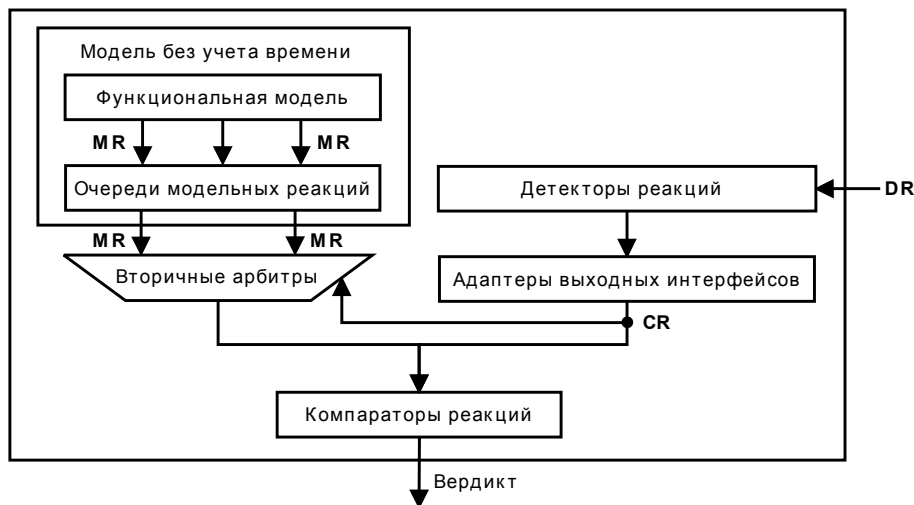 Модель без учета времени
Функциональная модель
MR MR
Очереди модельных реакций
Детекторы реакций
DR
MR MR
Вторичные арбитры
Адаптеры выходных интерфейсов
CR
Компараторы реакций
Вердикт